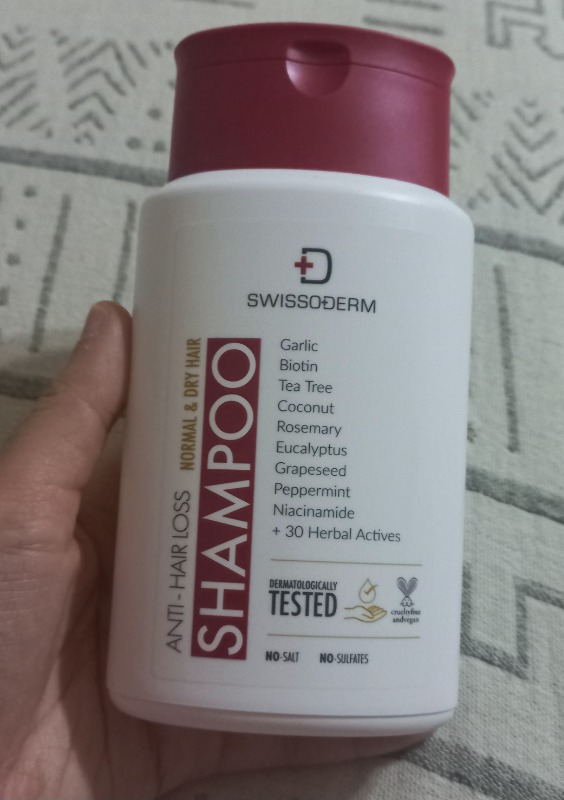 SWISSODERM
ANTI - HAIR LOSS
NORMAL & DRY HAIR
SHAMPOO
Garlic
Biotin
Tea Tree
Coconut
Rosemary
Eucalyptus
Grapeseed
Peppermint
Niacinamide
+ 30 Herbal Actives
DERMATOLOGICALLY
TESTED
crueltyfree
andvegan
NO-SALT NO-SULFATES